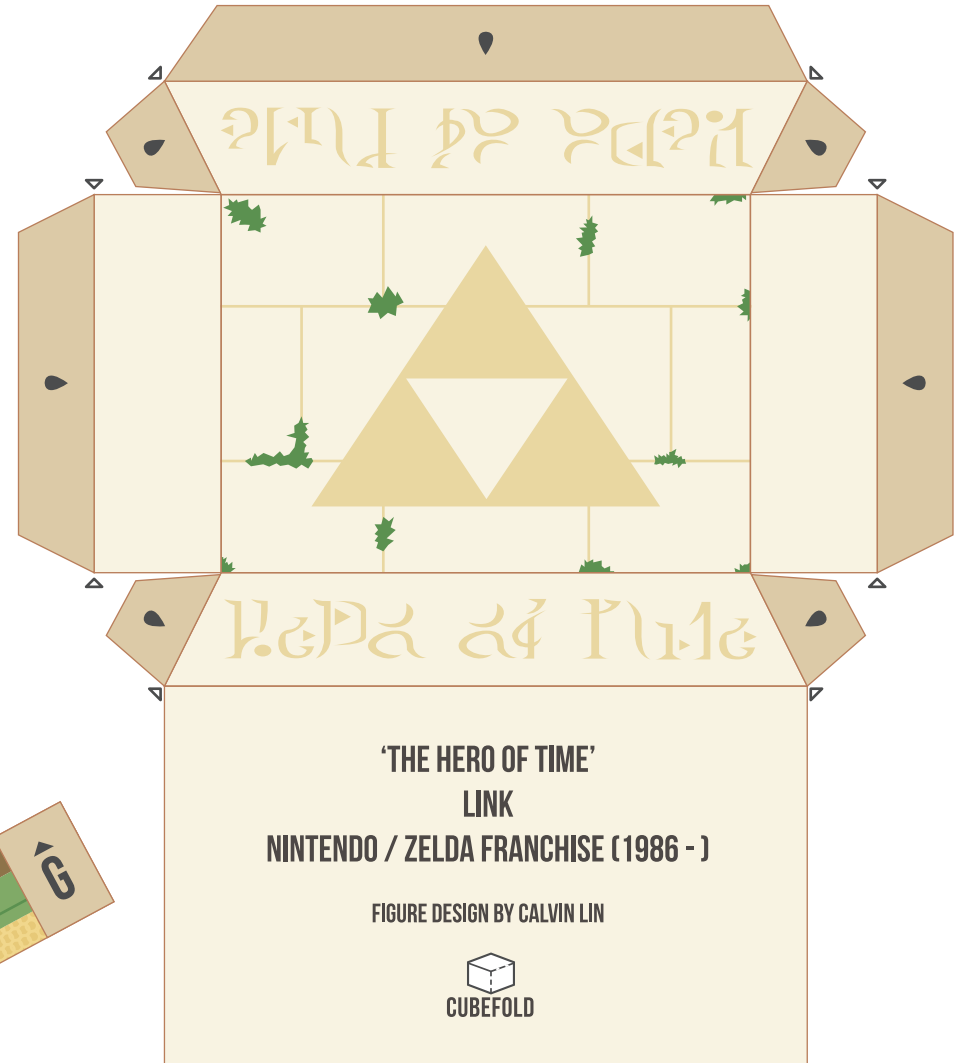 ‘THE HERO OF TIME’
LINK
NINTENDO / ZELDA FRANCHISE (1986 - )
G
FIGURE DESIGN BY CALVIN LIN
CUBEFOLD